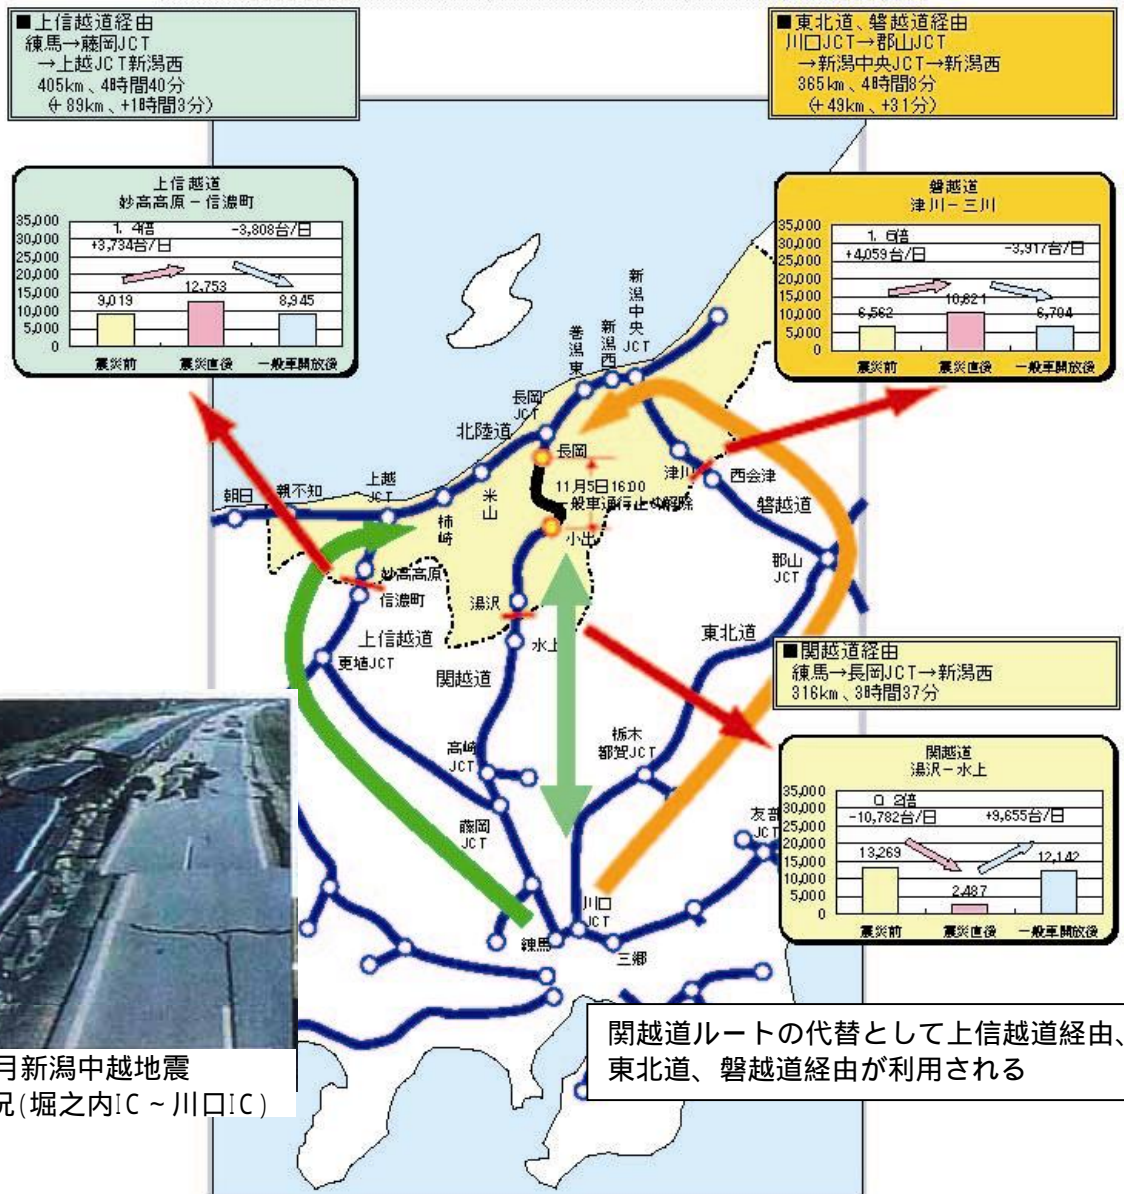 ■上信越道経由
練馬→藤岡JCT
→上越JCT新潟西
405km、4時間40分
(+89km、+1時間3分)
■東北道、磐越道経由
川口JCT→郡山JCT
→新潟中央JCT→新潟西
365km、4時間8分
(+49km、+31分)
上信越道
妙高高原－信濃町
35,000
30,000
25,000
20,000
15,000
10,000
5,000
0
1.4倍
+3,734台/日
-3,808台/日
9,019
12,753
8,945
震災前
震災直後
一般車開放後
磐越道
津川－三川
35,000
30,000
25,000
20,000
15,000
10,000
5,000
0
1.6倍
+4,059台/日
-3,917台/日
6,562
10,621
6,704
震災前
震災直後
一般車開放後
新潟中央JCT
新潟西
巻潟東
長岡JCT
北陸道
長岡
11月5日16:00
一般車通行止め解除
小出
津川
西会津
磐越道
郡山JCT
朝日
親不知
上越JCT
柿崎
米山
妙高高原
信濃町
湯沢
水上
上信越道
更埴JCT
関越道
東北道
高崎JCT
栃木都賀JCT
藤岡JCT
友部JCT
川口JCT
練馬
三郷
■関越道経由
練馬→長岡JCT→新潟西
316km、3時間37分
関越道
湯沢－水上
35,000
30,000
25,000
20,000
15,000
10,000
5,000
0
0.2倍
-10,782台/日
+9,655台/日
13,269
2,487
12,142
震災前
震災直後
一般車開放後
月新潟中越地震
況(堀之内IC~川口IC)
関越道ルートの代替として上信越道経由、
東北道、磐越道経由が利用される